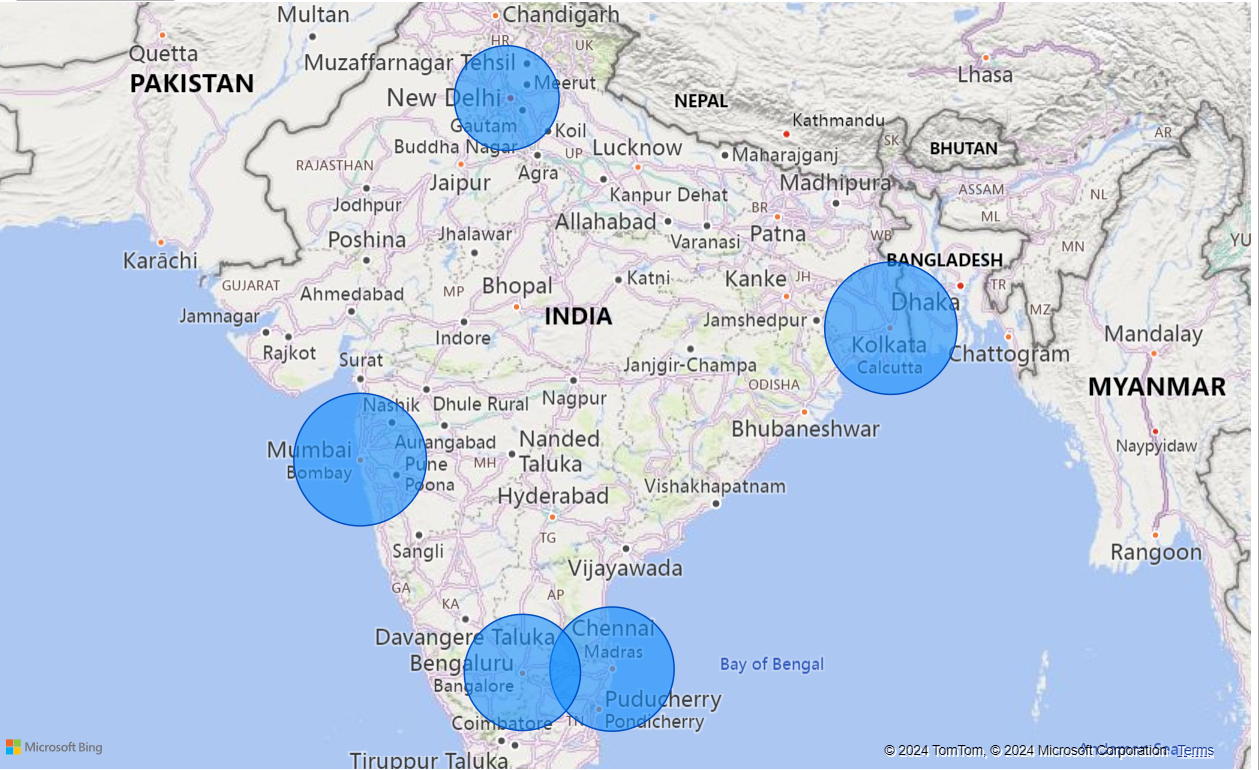 Multan
Chandigarh
Quetta
HR
UK
Muzaffarnagar Tehsil
PAKISTAN
Meerut
Lhasa
New Delhi
NEPAL
Kathmandu
Gautam
Buddha Nagar
Koil
UP
Lucknow
Maharajganj
SK
BHUTAN
AR
RAJASTHAN
Agra
Jaipur
Kanpur Dehat
Madhipura
ASSAM
NL
Jodhpur
BR
ML
Allahabad
Varanasi
Patna
WB
MN
YU
Poshina
Jhalawar
Karāchi
BANGLADESH
GUJARAT
Ahmedabad
MP
Bhopal
Katni
Kanke
JH
TR
Dhaka
MZ
Jamnagar
INDIA
Jamshedpur
Rajkot
Indore
Mandalay
Surat
Janjgir-Champa
Kolkata
Calcutta
Chattogram
ODISHA
MYANMAR
Nashik
Dhule Rural
Nagpur
Bhubaneshwar
Mumbai
Bombay
Aurangabad
Pune
Poona
MH
Nanded
Taluka
Naypyidaw
Hyderabad
Vishakhapatnam
Sangli
TG
Vijayawada
Rangoon
GA
KA
AP
Davangere Taluka
Chennai
Madras
Bengaluru
Bangalore
Bay of Bengal
Puducherry
Pondicherry
Coimbatore
TN
Tiruppur Taluka
Microsoft Bing
© 2024 TomTom, © 2024 Microsoft Corporation Terms